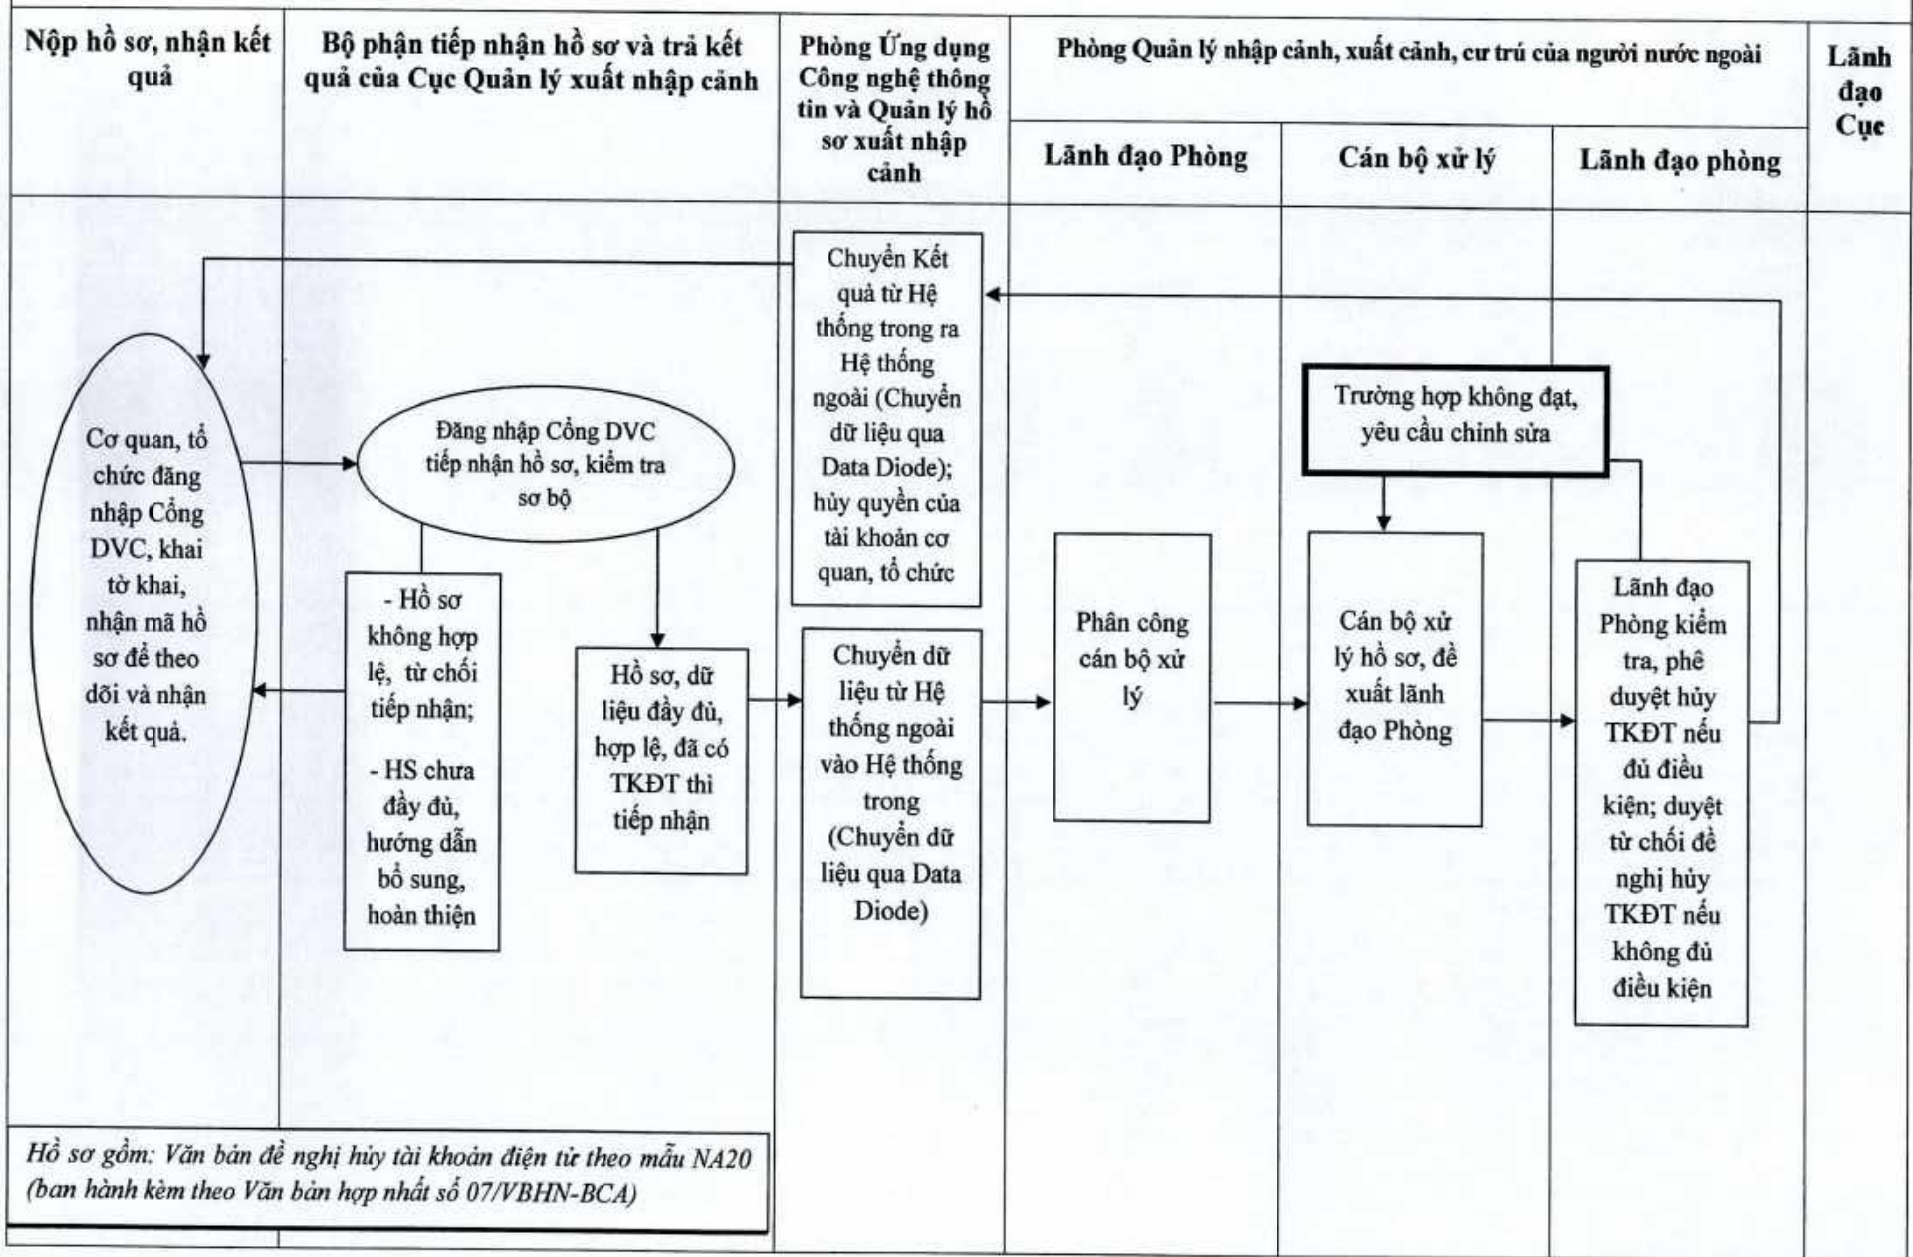 Nộp hồ sơ, nhận kết
quả
Bộ phận tiếp nhận hồ sơ và trả kết
quả của Cục Quản lý xuất nhập cảnh
Phòng Ứng dụng
Công nghệ thông
tin và Quản lý hồ
sơ xuất nhập
cảnh
Phòng Quản lý nhập cảnh, xuất cảnh, cư trú của người nước ngoài
Lãnh
đạo
Cục
Lãnh đạo Phòng
Cán bộ xử lý
Lãnh đạo phòng
Cơ quan, tổ
chức đăng
nhập Cổng
DVC, khai
tờ khai,
nhận mã hồ
sơ để theo
dõi và nhận
kết quả.
Đăng nhập Cổng DVC
tiếp nhận hồ sơ, kiểm tra
sơ bộ
- Hồ sơ
không hợp
lệ, từ chối
tiếp nhận;
- HS chưa
đầy đủ,
hướng dẫn
bổ sung,
hoàn thiện
Hồ sơ, dữ
liệu đầy đủ,
hợp lệ, đã có
TKĐT thì
tiếp nhận
Chuyển Kết
quả từ Hệ
thống trong ra
Hệ thống
ngoài (Chuyển
dữ liệu qua
Data Diode);
hủy quyền của
tài khoản cơ
quan, tổ chức
Chuyển dữ
liệu từ Hệ
thống ngoài
vào Hệ thống
trong
(Chuyển dữ
liệu qua Data
Diode)
Phân công
cán bộ xử
lý
Trường hợp không đạt,
yêu cầu chỉnh sửa
Cán bộ xử
lý hồ sơ, đề
xuất lãnh
đạo Phòng
Lãnh đạo
Phòng kiểm
tra, phê
duyệt hủy
TKĐT nếu
đủ điều
kiện; duyệt
từ chối đề
nghị hủy
TKĐT nếu
không đủ
điều kiện
Hồ sơ gồm: Văn bản đề nghị hủy tài khoản điện tử theo mẫu NA20
(ban hành kèm theo Văn bản hợp nhất số 07/VBHN-BCA)